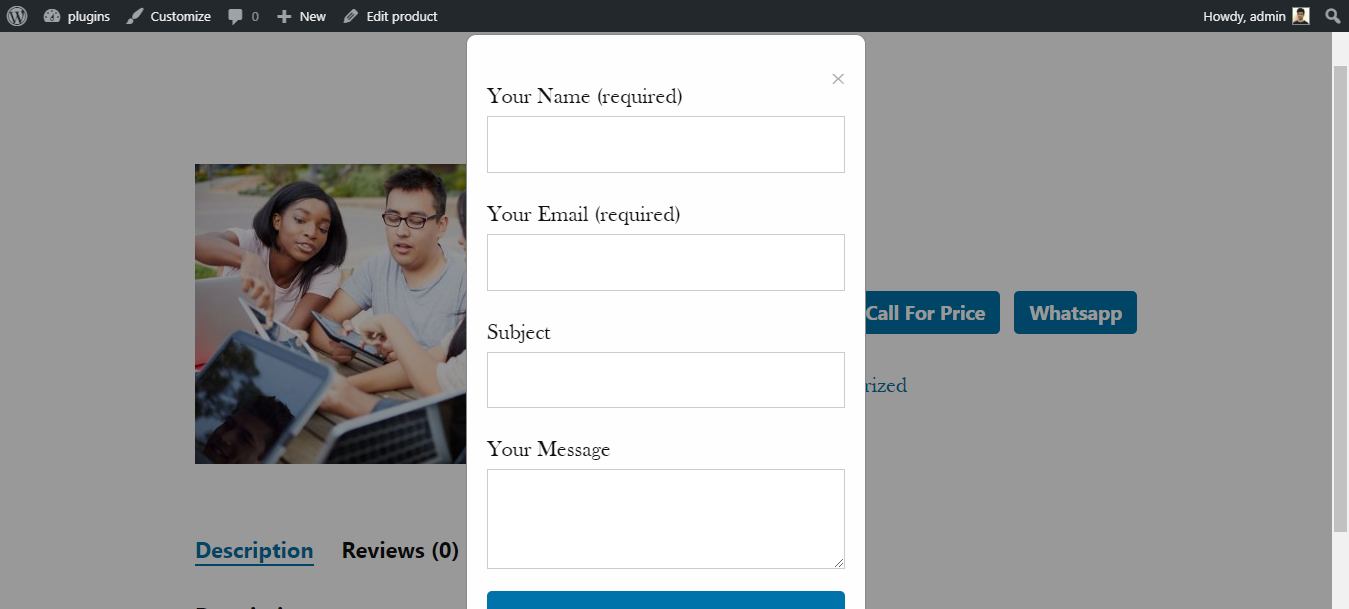 plugins Customize 0 New Edit product Howdy, admin
×
Your Name (required)
Your Email (required)
Call For Price Whatsapp
Subject
rized
Your Message
Description Reviews (0)